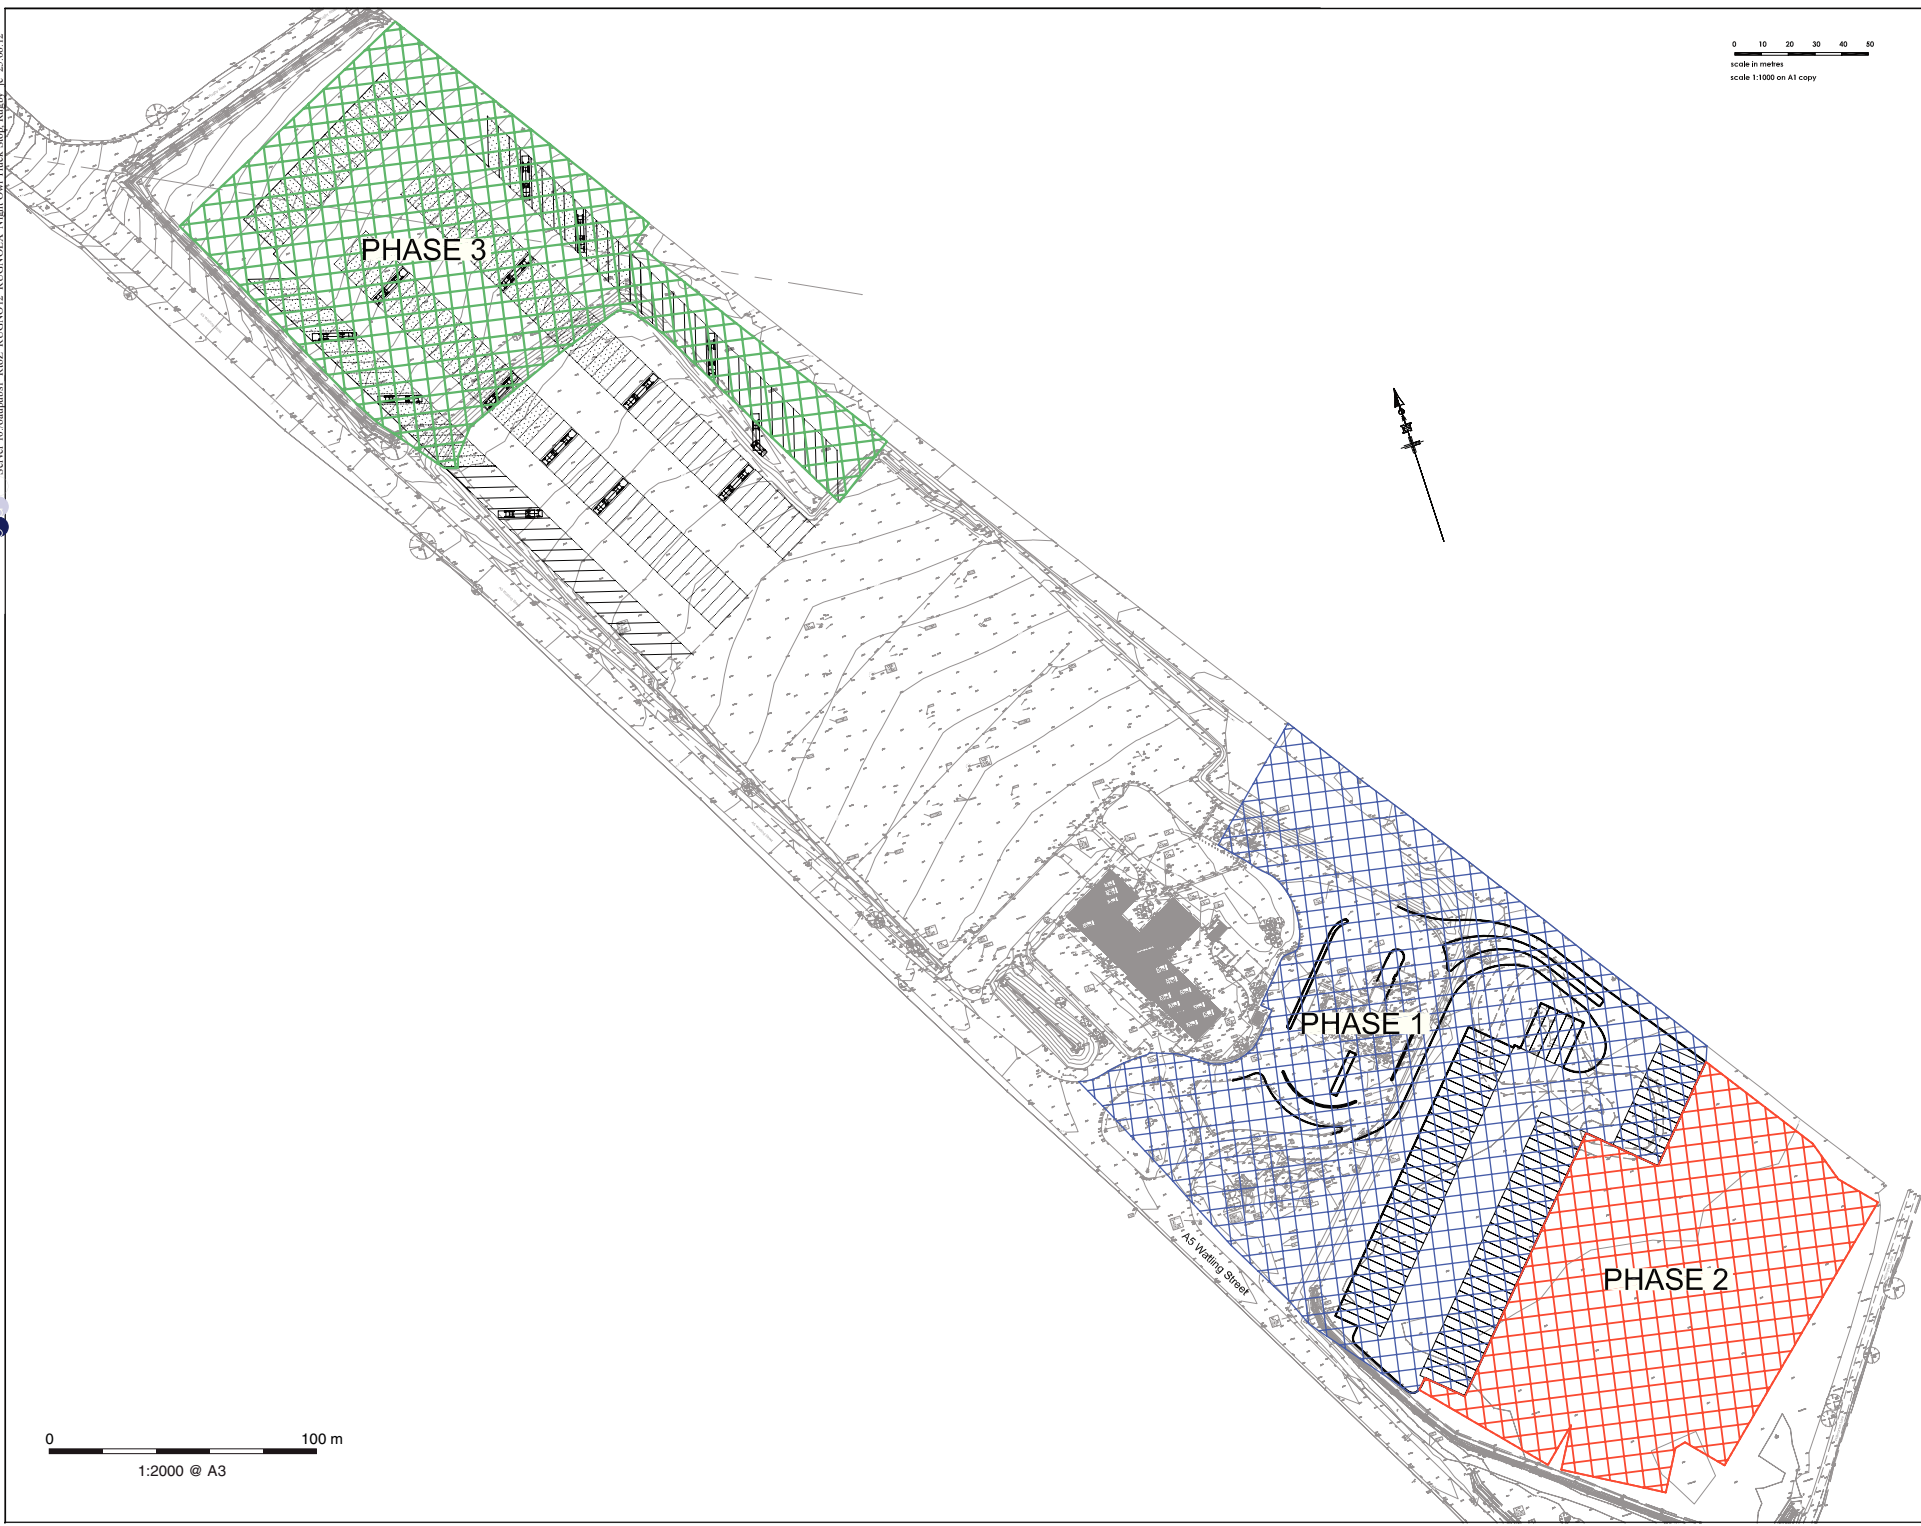 0 10 20 30 40 50
scale in metres
scale 1:1000 on A1 copy
PHASE 3
PHASE 1
A5 Watling Street
PHASE 2
0 100 m
1:2000 @ A3